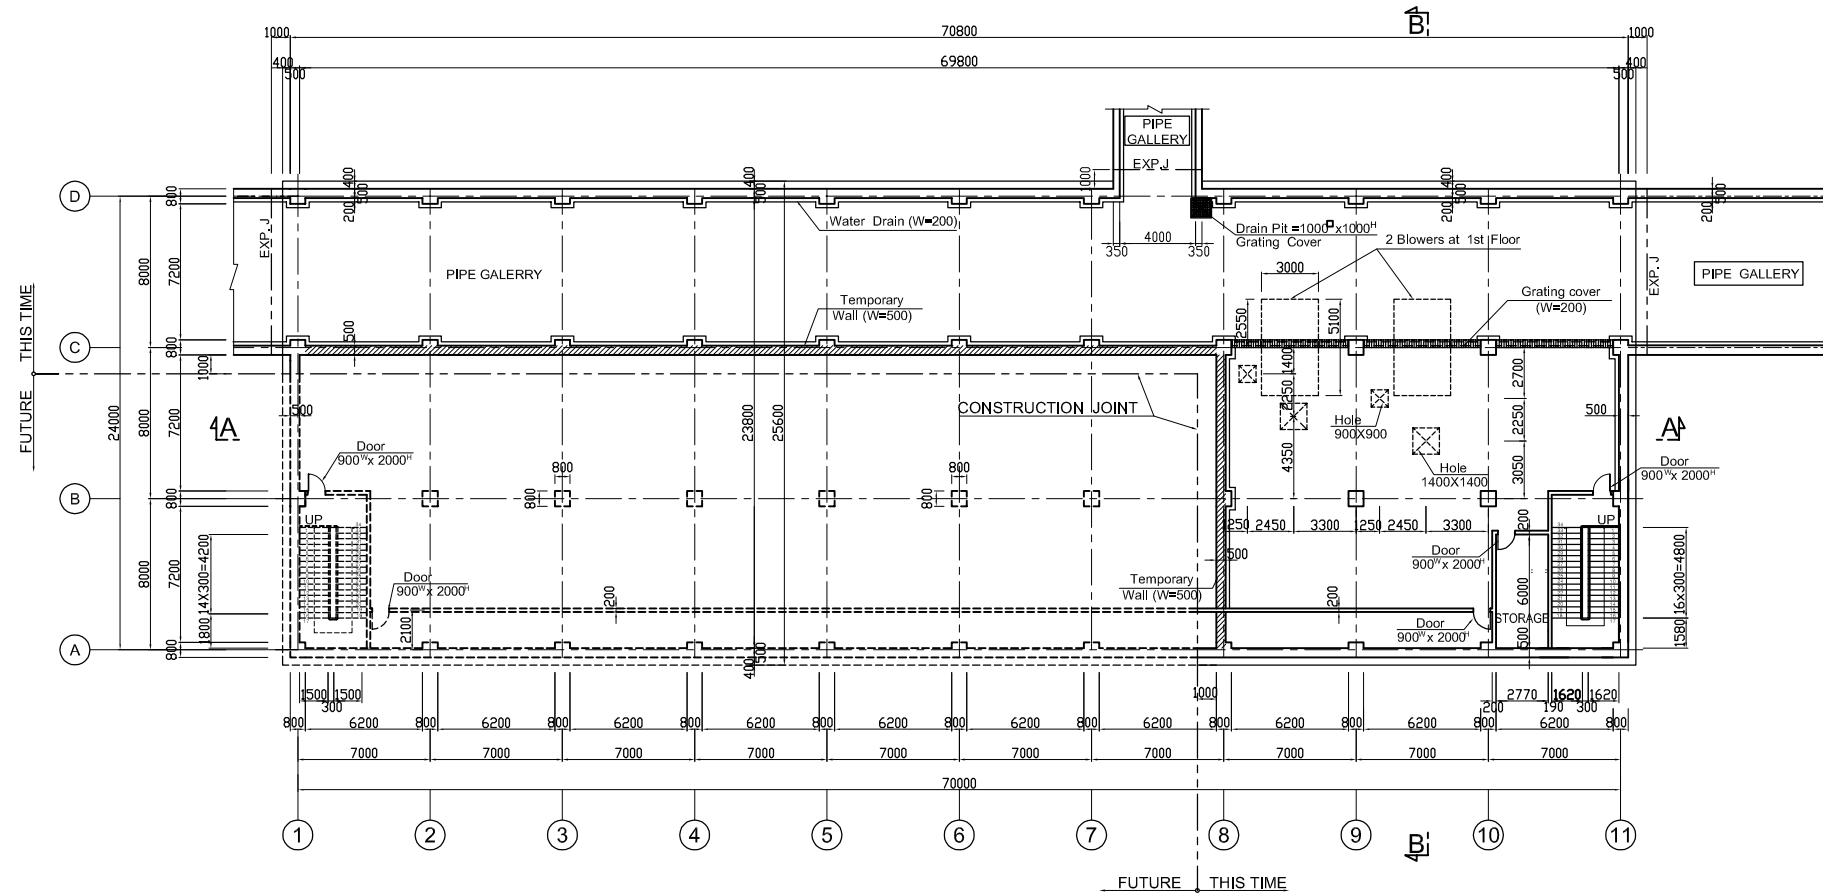 B
1000
70800
1000
400
500
69800
400
500
PIPE
GALLERY
EXP.J
1000
D
800
400
500
200
400
500
400
500
200
500
200
Water Drain (W=200)
Drain Pit =1000□x1000H
Grating Cover
2 Blowers at 1st Floor
350
4000
350
EXP.J
PIPE GALERRY
3000
EXP.J
PIPE GALLERY
8000
7200
Temporary
Wall (W=500)
Grating cover
(W=200)
2550
5100
THIS TIME
FUTURE
C
800
500
1000
1400
2250
4350
2700
2250
3050
24000
8000
7200
A
500
23800
25600
CONSTRUCTION JOINT
Hole
900X900
Hole
1400X1400
500
A
Door
900Wx 2000H
Door
900Wx 2000H
B
800
800
800
800
800
UP
1250
2450
3300
1250
2450
3300
200
UP
8000
7200
14X300=4200
1800
Door
900Wx 2000H
200
2100
Temporary
Wall (W=500)
500
200
Door
900Wx 2000H
6000
STORAGE
Door
900Wx 2000H
500
16x300=4800
1580
A
800
400
500
1500
1500
300
1000
2770
1620
1620
200
190
300
800
6200
800
6200
800
6200
800
6200
800
6200
800
6200
800
6200
800
6200
800
6200
800
6200
800
7000
7000
7000
7000
7000
7000
7000
7000
7000
7000
70000
1
2
3
4
5
6
7
8
9
10
11
B
FUTURE
THIS TIME